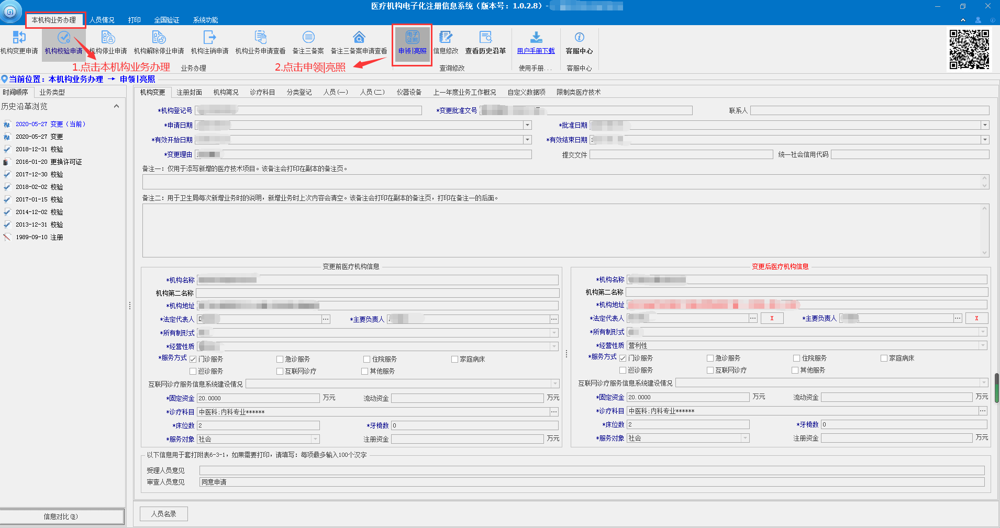 医疗机构电子化注册信息系统（版本号：1.0.2.8）-
本机构业务办理 人员情况 打印 全国验证 系统功能
电子
证照
机构变更申请 机构校验申请 机构停业申请 机构解除停业申请 机构注销申请 机构业务申请查看 备注三备案 备注三备案申请查看 申领|亮照 信息修改 查看历史沿革 用户手册下载 客服中心
1.点击本机构业务办理 业务办理 2.点击申领|亮照 查询修改 使用手册... 客服中心
当前位置：本机构业务办理 → 申领|亮照
时间顺序 业务类型
历史沿革浏览
2020-05-27 变更（当前）
2020-05-27 变更
2018-12-31 校验
2016-01-20 更换许可证
2017-12-30 校验
2018-02-02 校验
2017-01-15 校验
2014-12-02 校验
2013-12-31 校验
1989-09-10 注册
信息对比(B)
机构变更 注册封面 机构简况 诊疗科目 分类登记 人员(一) 人员(二) 仪器设备 上一年度业务工作概况 自定义数据项 限制类医疗技术
*机构登记号 *变更批准文号 联系人
*申请日期 *批准日期
*有效开始日期 *有效结束日期
*变更理由 提交文件 统一社会信用代码
备注一：仅用于添写新增的医疗技术项目。该备注会打印在副本的备注页。
备注二：用于卫生局每次新增业务时的说明，新增业务时上次内容会清空。该备注会打印在副本的备注页，打印在备注一的后面。
变更前医疗机构信息
*机构名称
机构第二名称
*机构地址
*法定代表人 ... *主要负责人 ...
*所有制形式
*经营性质
*服务方式 门诊服务 急诊服务 住院服务 家庭病床
巡诊服务 互联网诊疗 其他服务
互联网诊疗服务信息系统建设情况
*固定资金 20.0000 万元 流动资金 万元
*诊疗科目 中医科;内科专业****** ...
*床位数 2 *牙椅数 0
*服务对象 社会 注册资金 万元
变更后医疗机构信息
*机构名称
机构第二名称
*机构地址
*法定代表人 ... X *主要负责人 ... X
*所有制形式
*经营性质 营利性
*服务方式 门诊服务 急诊服务 住院服务 家庭病床
巡诊服务 互联网诊疗 其他服务
互联网诊疗服务信息系统建设情况
*固定资金 20.0000 万元 流动资金 万元
*诊疗科目 中医科;内科专业****** ...
*床位数 2 *牙椅数 0
*服务对象 社会 注册资金 万元
以下信息用于套打附表6-3-1，如果需要打印，请填写：每项最多输入100个汉字
受理人员意见
审查人员意见 同意申请
人员名录